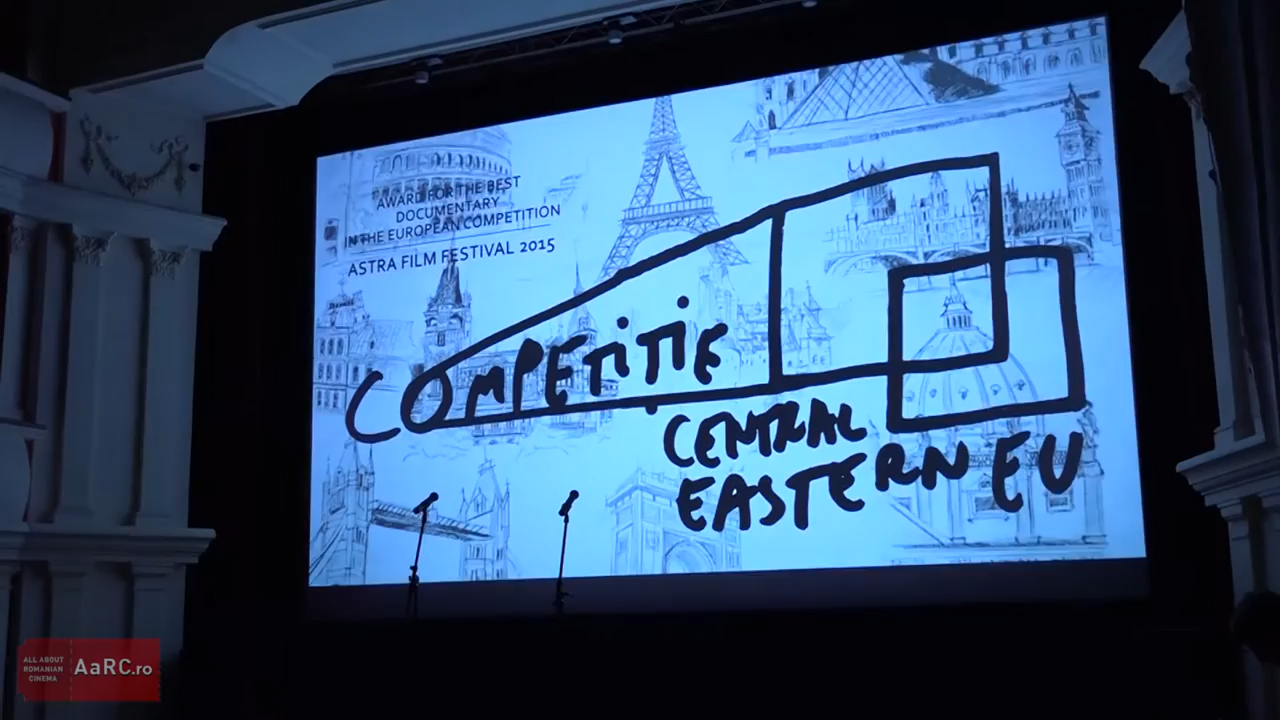 AWARD FOR THE BEST
DOCUMENTARY
IN THE EUROPEAN COMPETITION
ASTRA FILM FESTIVAL 2015
COMPETITIE
CENTRAL
EASTERN EU
ALL ABOUT
ROMANIAN
CINEMA
AaRC.ro